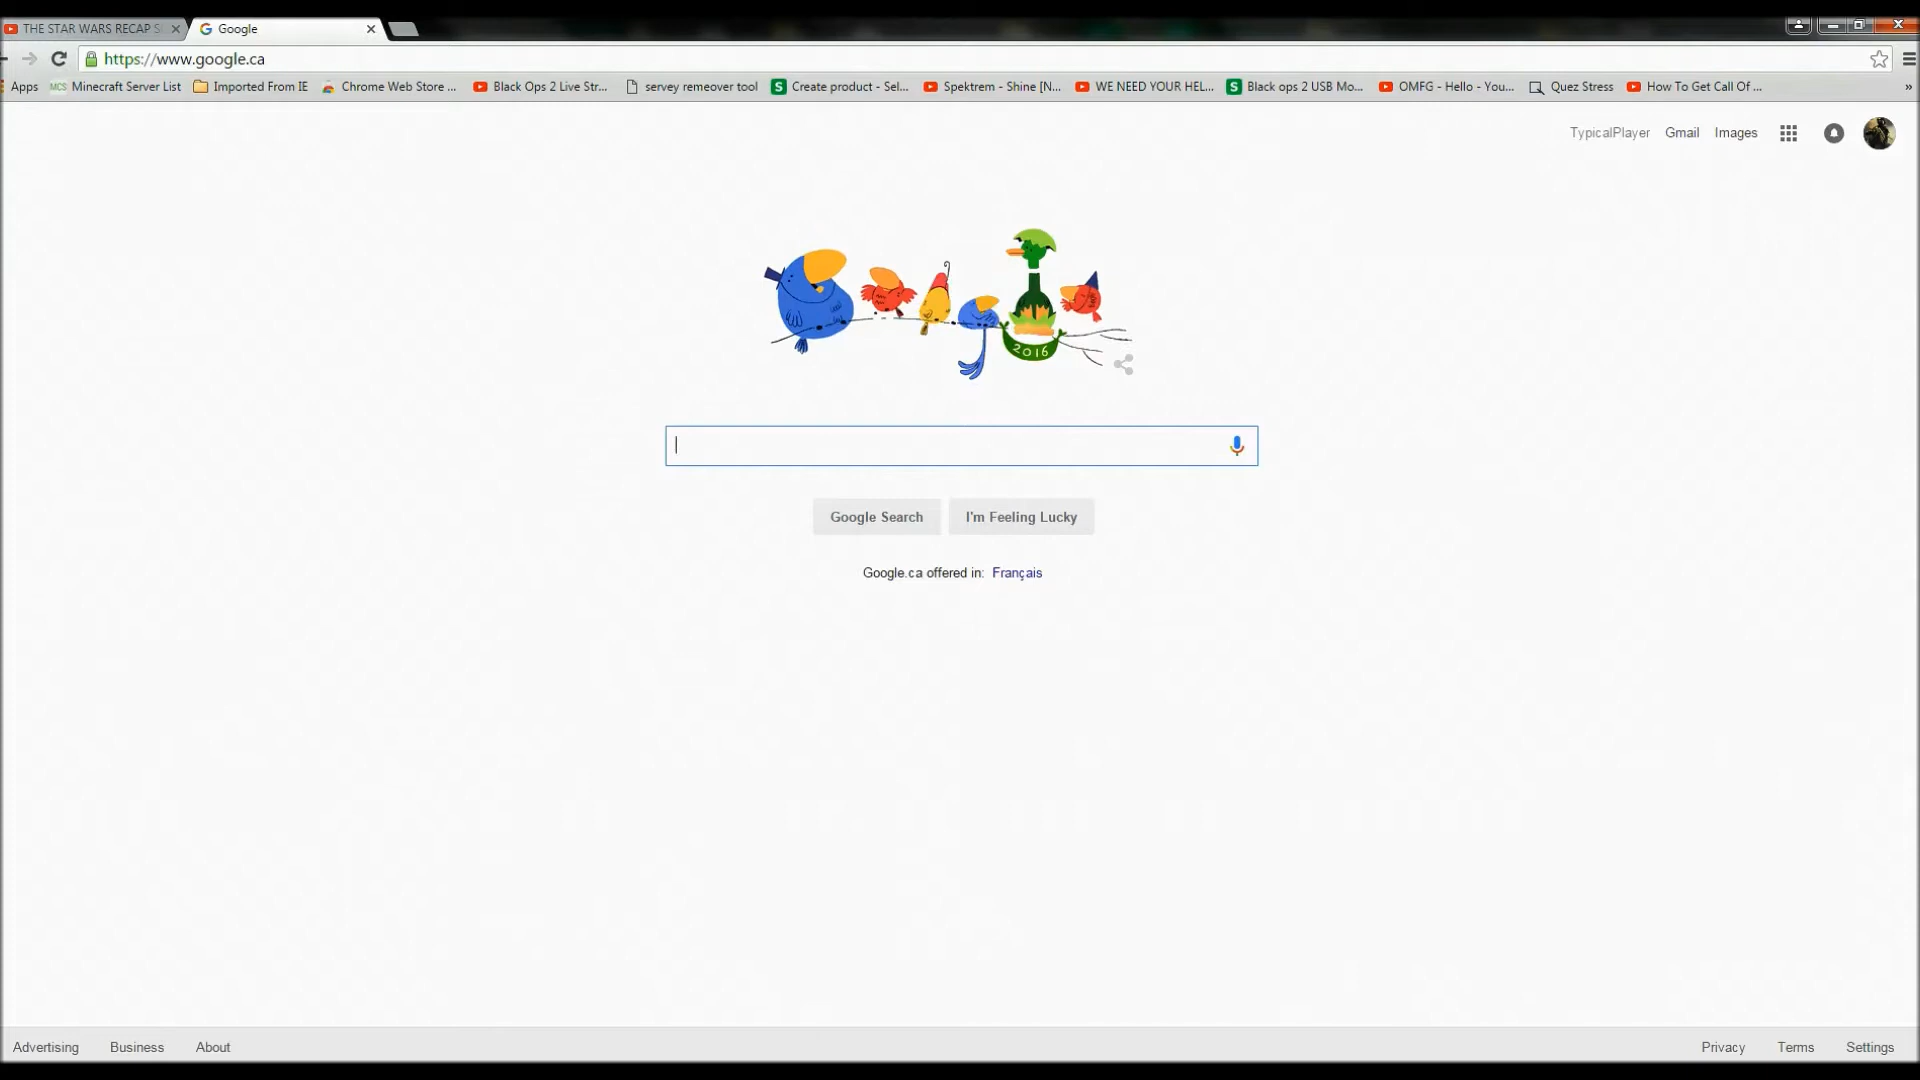 THE STAR WARS RECAP S
Google
https://www.google.ca
Apps
MCS Minecraft Server List
Imported From IE
Chrome Web Store ...
Black Ops 2 Live Str...
servey remeover tool
S Create product - Sel...
Spektrem - Shine [N...
WE NEED YOUR HEL...
S Black ops 2 USB Mo...
OMFG - Hello - You...
Quez Stress
How To Get Call Of ...
»
TypicalPlayer Gmail Images
2016
Google Search
I'm Feeling Lucky
Google.ca offered in: Français
Advertising Business About
Privacy Terms Settings